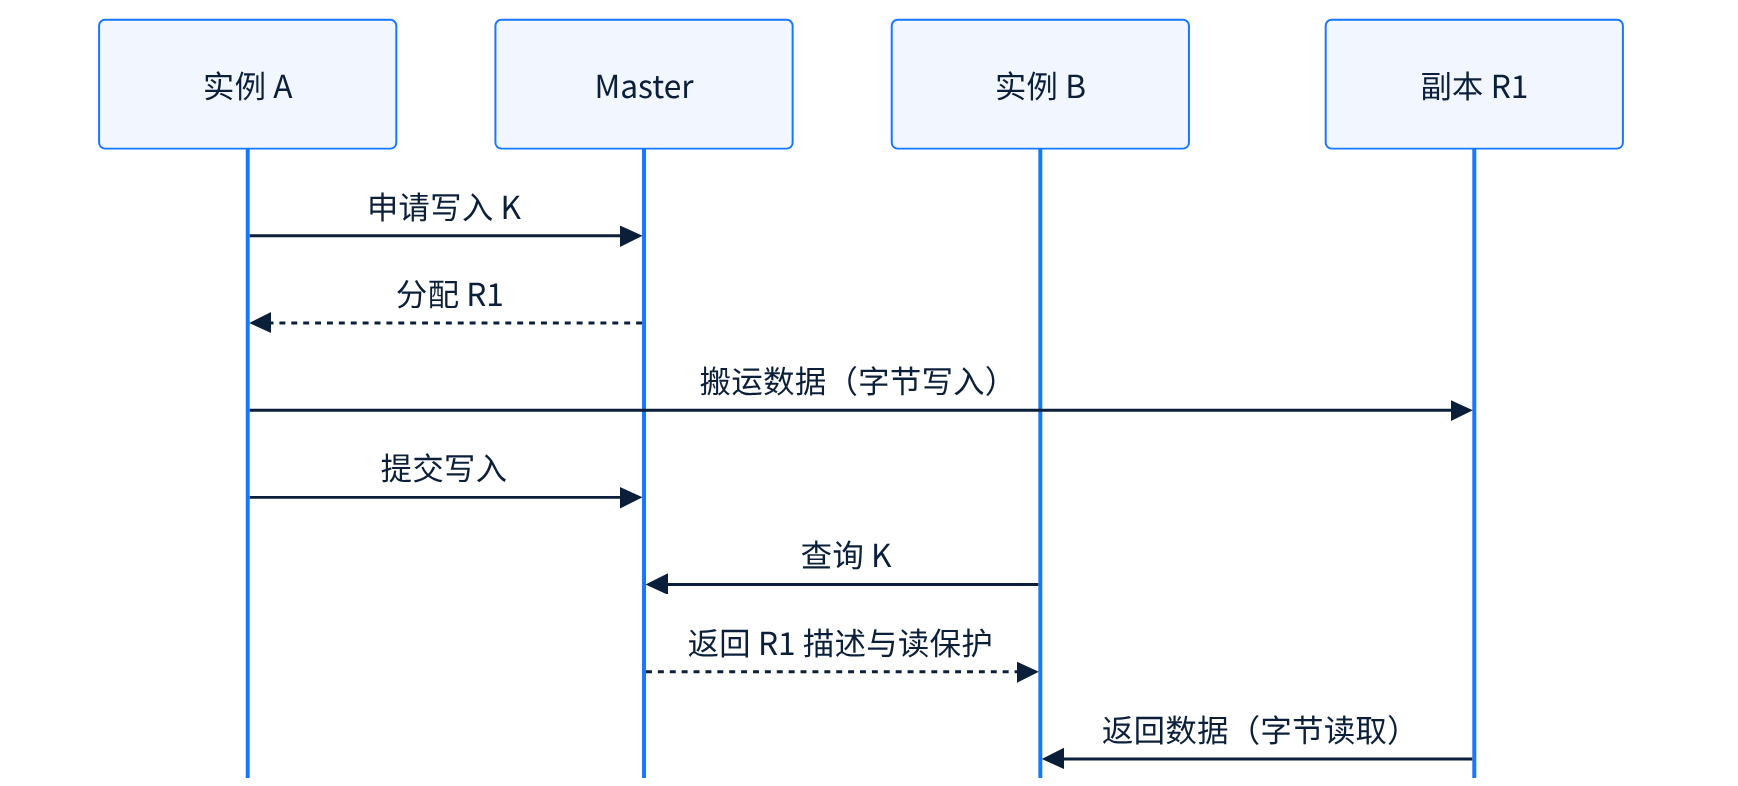 实例 A
Master
实例 B
副本 R1
申请写入 K
分配 R1
搬运数据（字节写入）
提交写入
查询 K
返回 R1 描述与读保护
返回数据（字节读取）